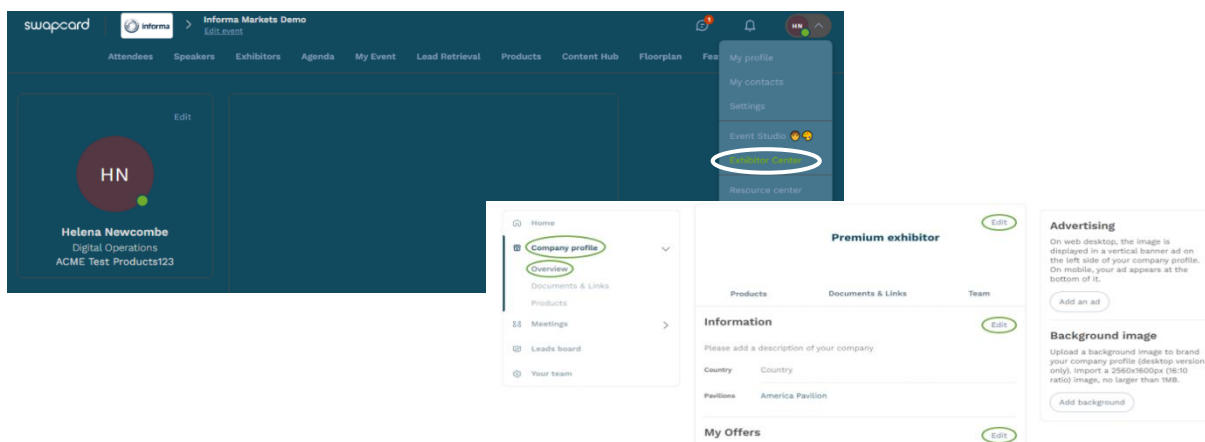 swapcard
informa
Informa Markets Demo
Edit event
1
HN
Attendees Speakers Exhibitors Agenda My Event Lead Retrieval Products Content Hub Floorplan Fea
My profile
My contacts
Settings
Event Studio
Exhibitor Center
Resource center
Edit
HN
Helena Newcombe
Digital Operations
ACME Test Products123
Home
Company profile
Overview
Documents & Links
Products
Meetings
Leads board
Your team
Edit
Premium exhibitor
Products Documents & Links Team
Information
Edit
Please add a description of your company
Country Country
Pavilions America Pavilion
My Offers
Edit
Advertising
On web desktop, the image is
displayed in a vertical banner ad on
the left side of your company profile.
On mobile, your ad appears at the
bottom of it.
Add an ad
Background image
Upload a background image to brand
your company profile (desktop version
only). Import a 2560x1600px (16:10
ratio) image, no larger than 1MB.
Add background